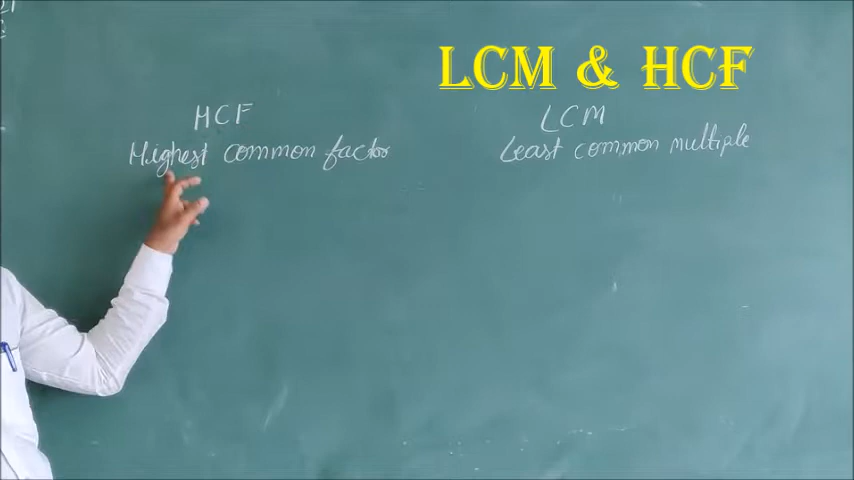 LCM & HCF
HCF
Highest common factor
LCM
Least common multiple